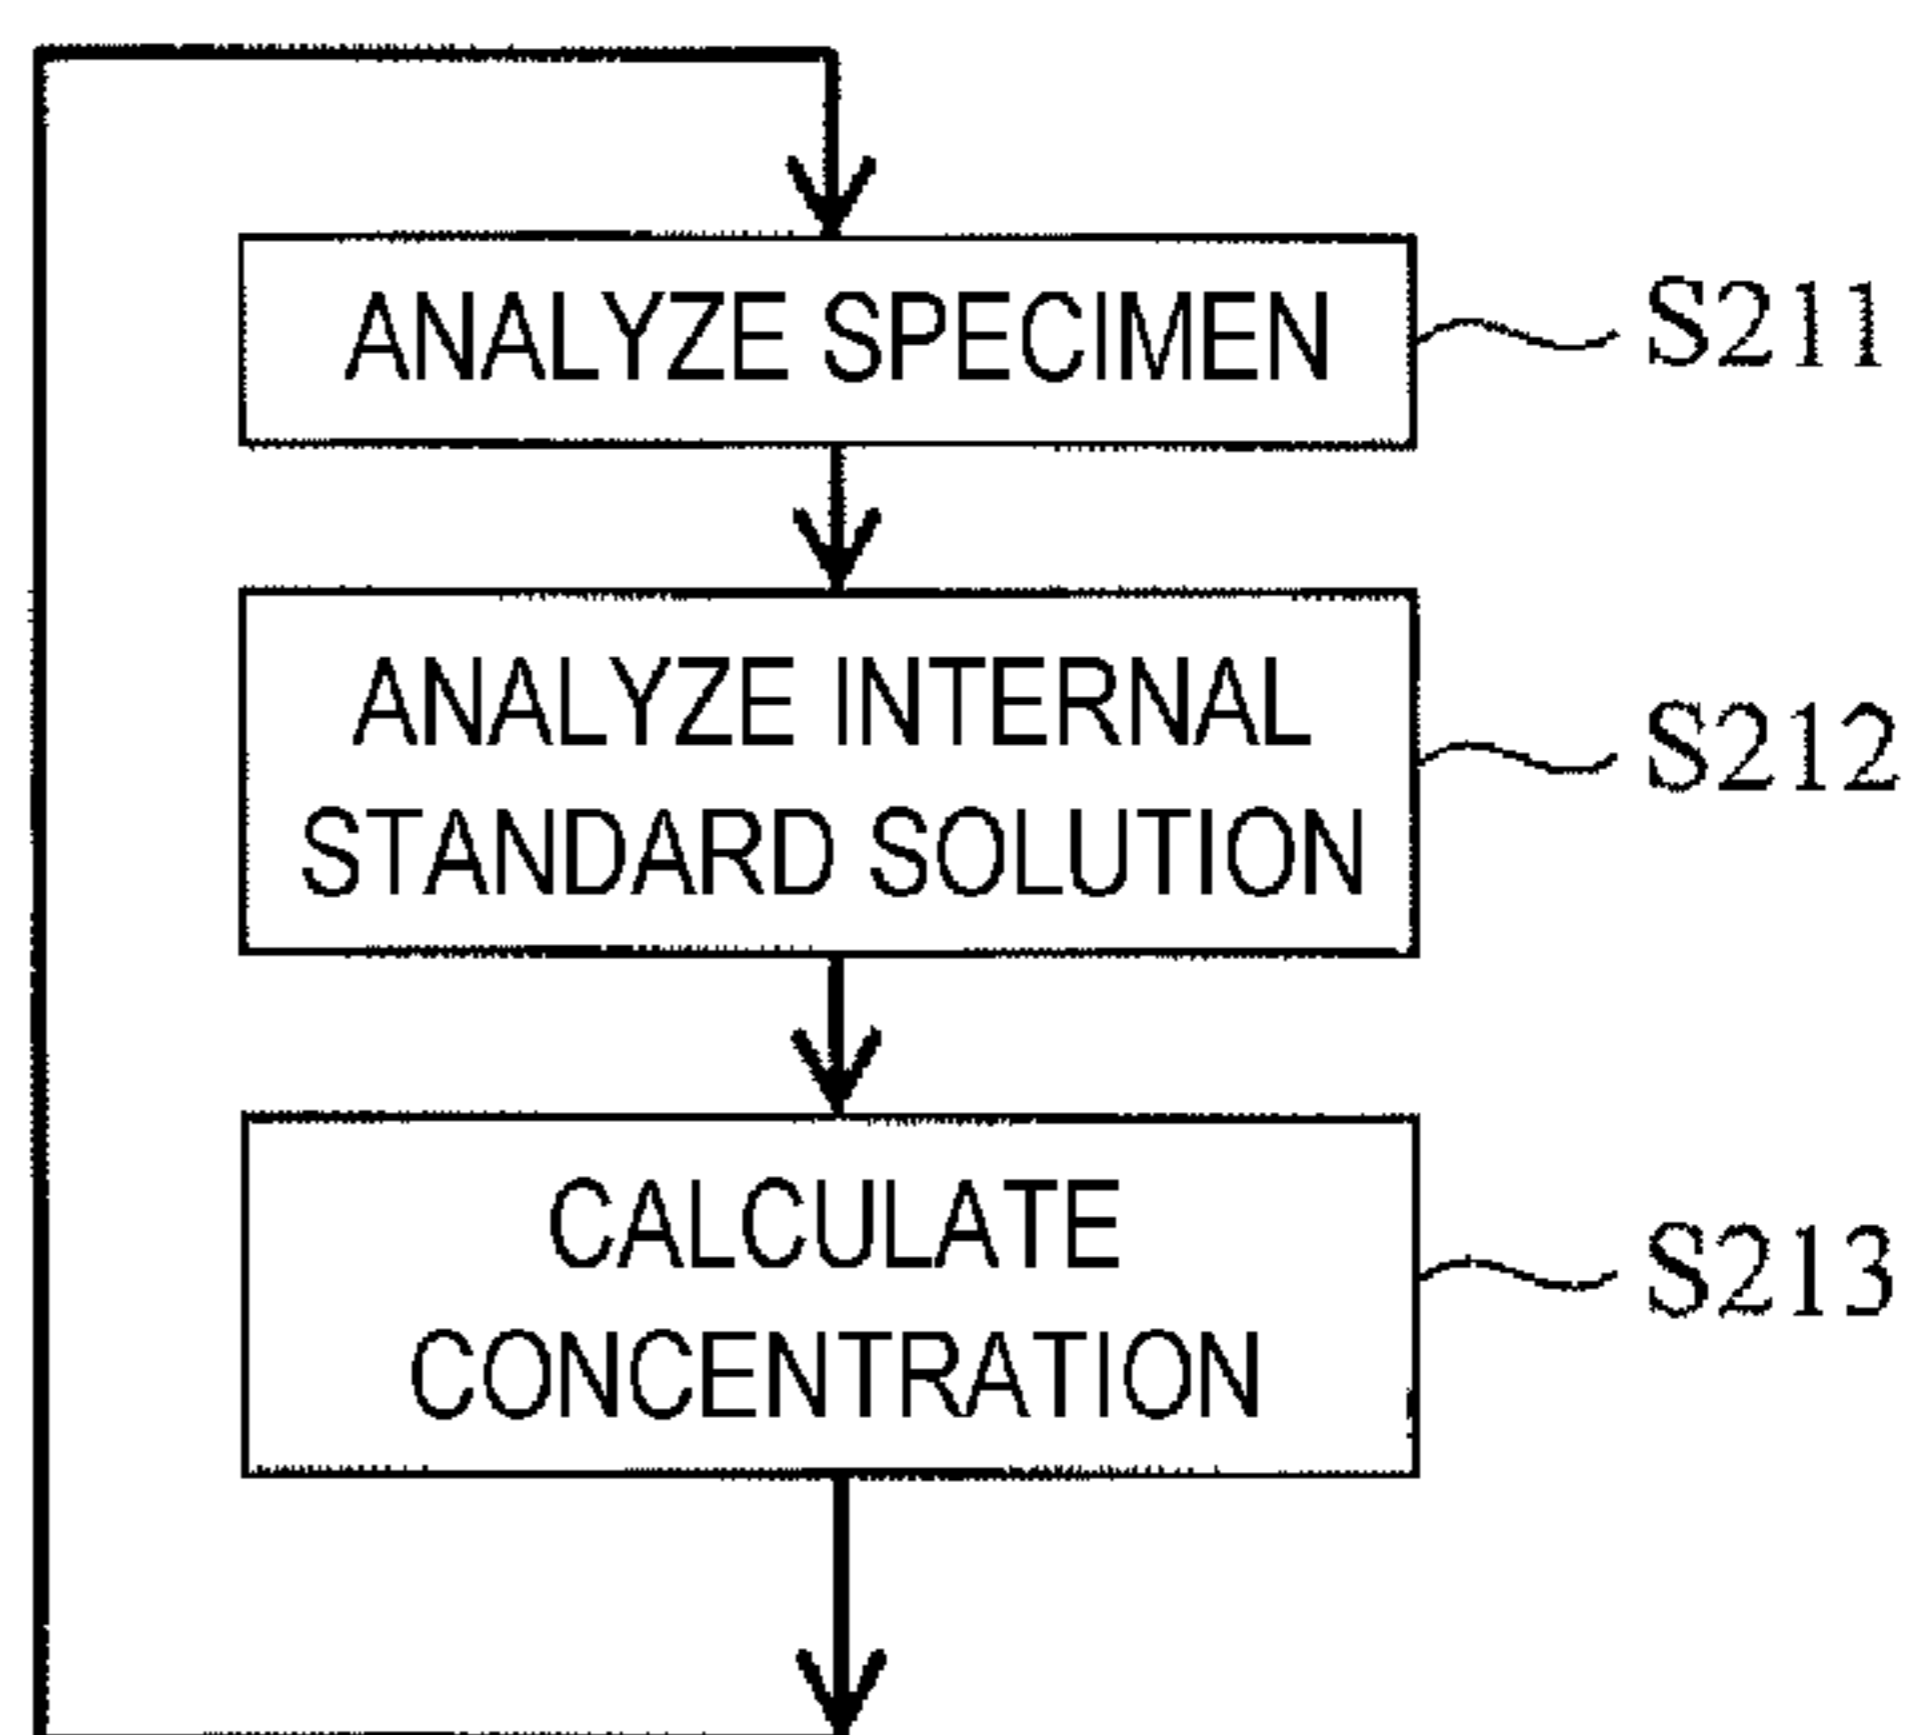 ANALYZE SPECIMEN
S211
ANALYZE INTERNAL
STANDARD SOLUTION
S212
CALCULATE
CONCENTRATION
S213